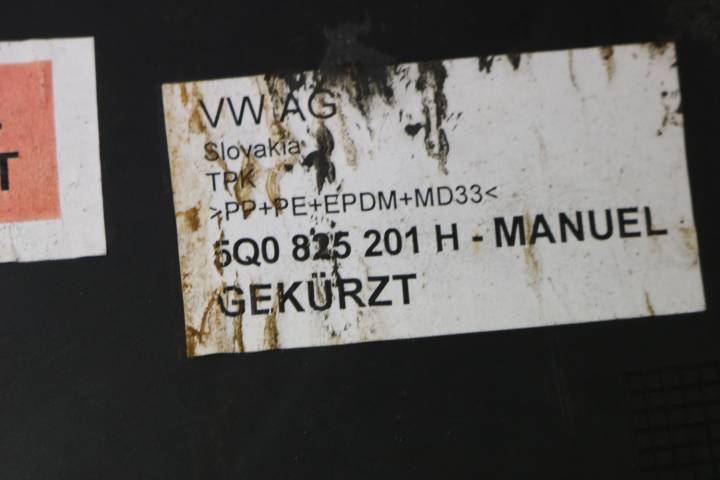 VW AG
Slovakia
TPK
>PP+PE+EPDM+MD33<
5Q0 825 201 H - MANUEL
GEKÜRZT
T